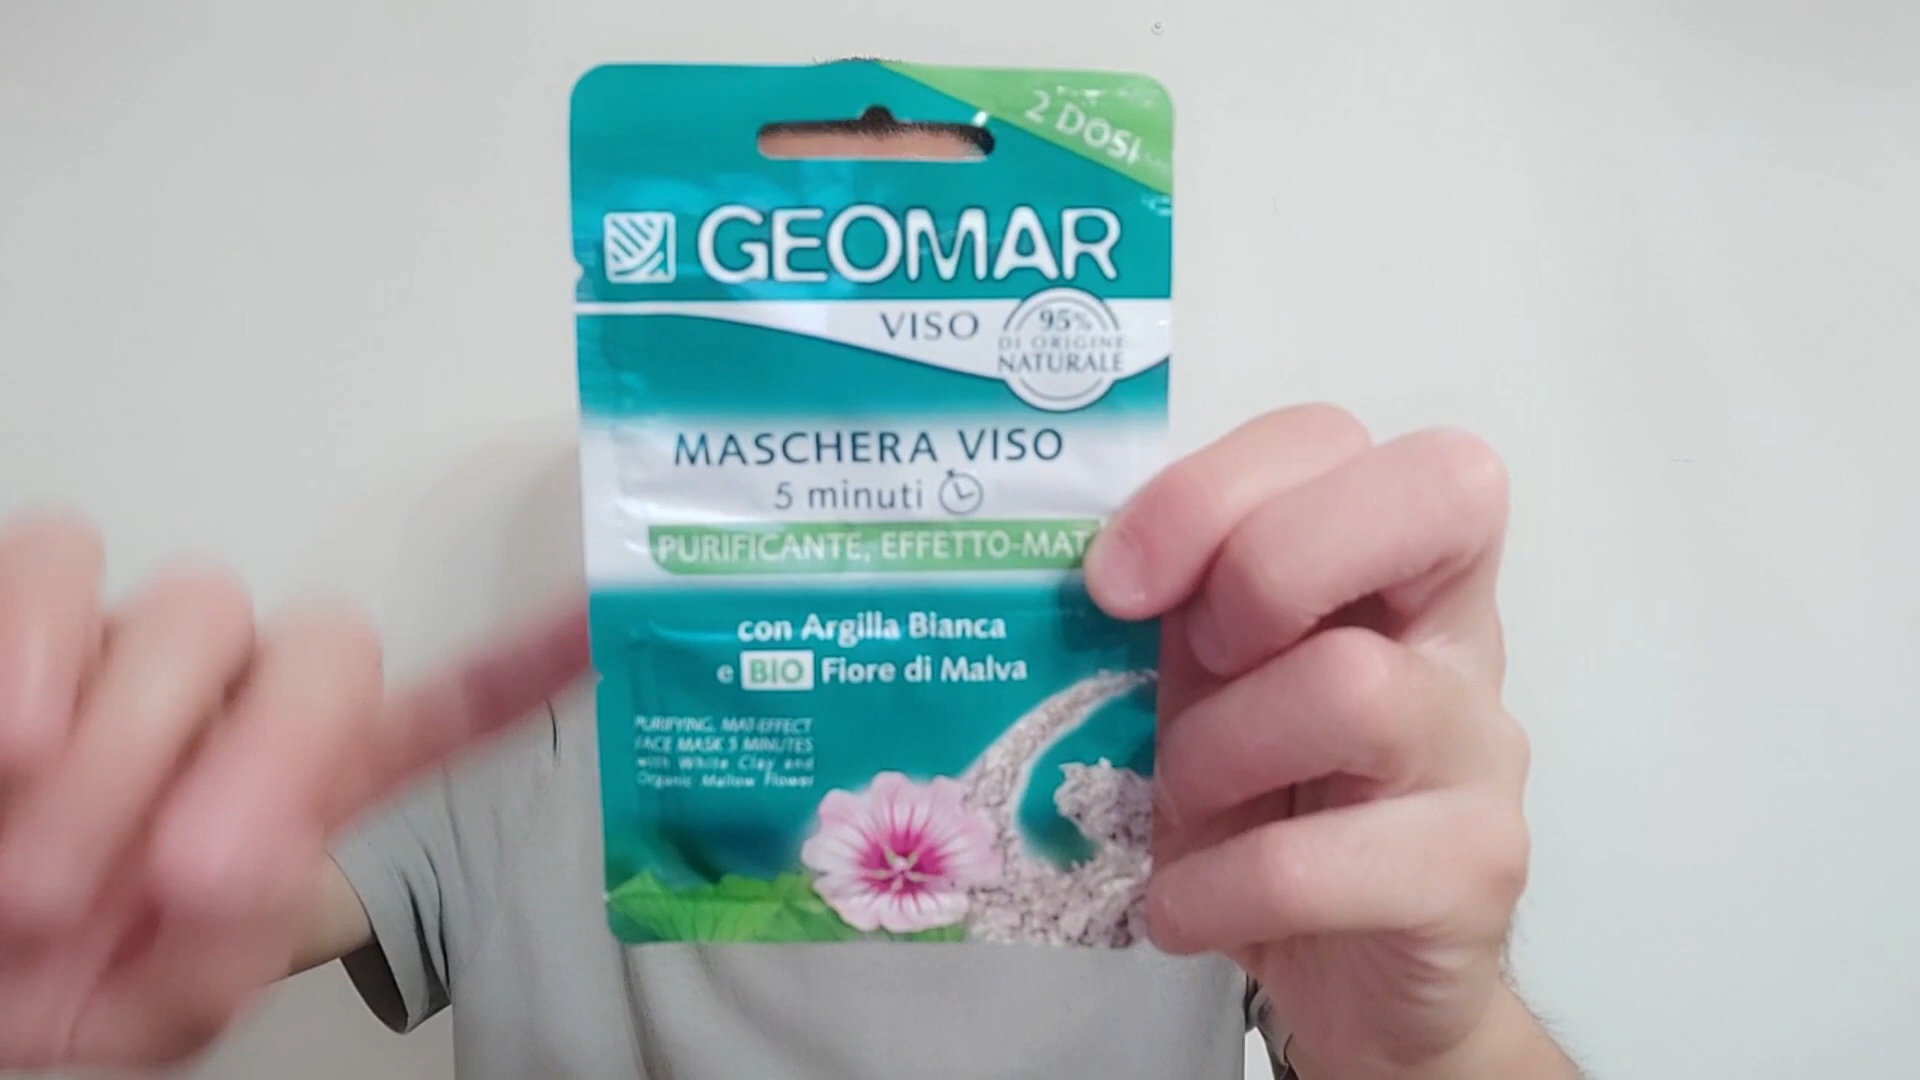 2 DOSI
GEOMAR
VISO
95%
DI ORIGINE
NATURALE
MASCHERA VISO
5 minuti
PURIFICANTE, EFFETTO-MAT
con Argilla Bianca
e BIO Fiore di Malva
PURIFYING, MAT-EFFECT
FACE MASK 5 MINUTES
with White Clay and
Organic Mallow Flower